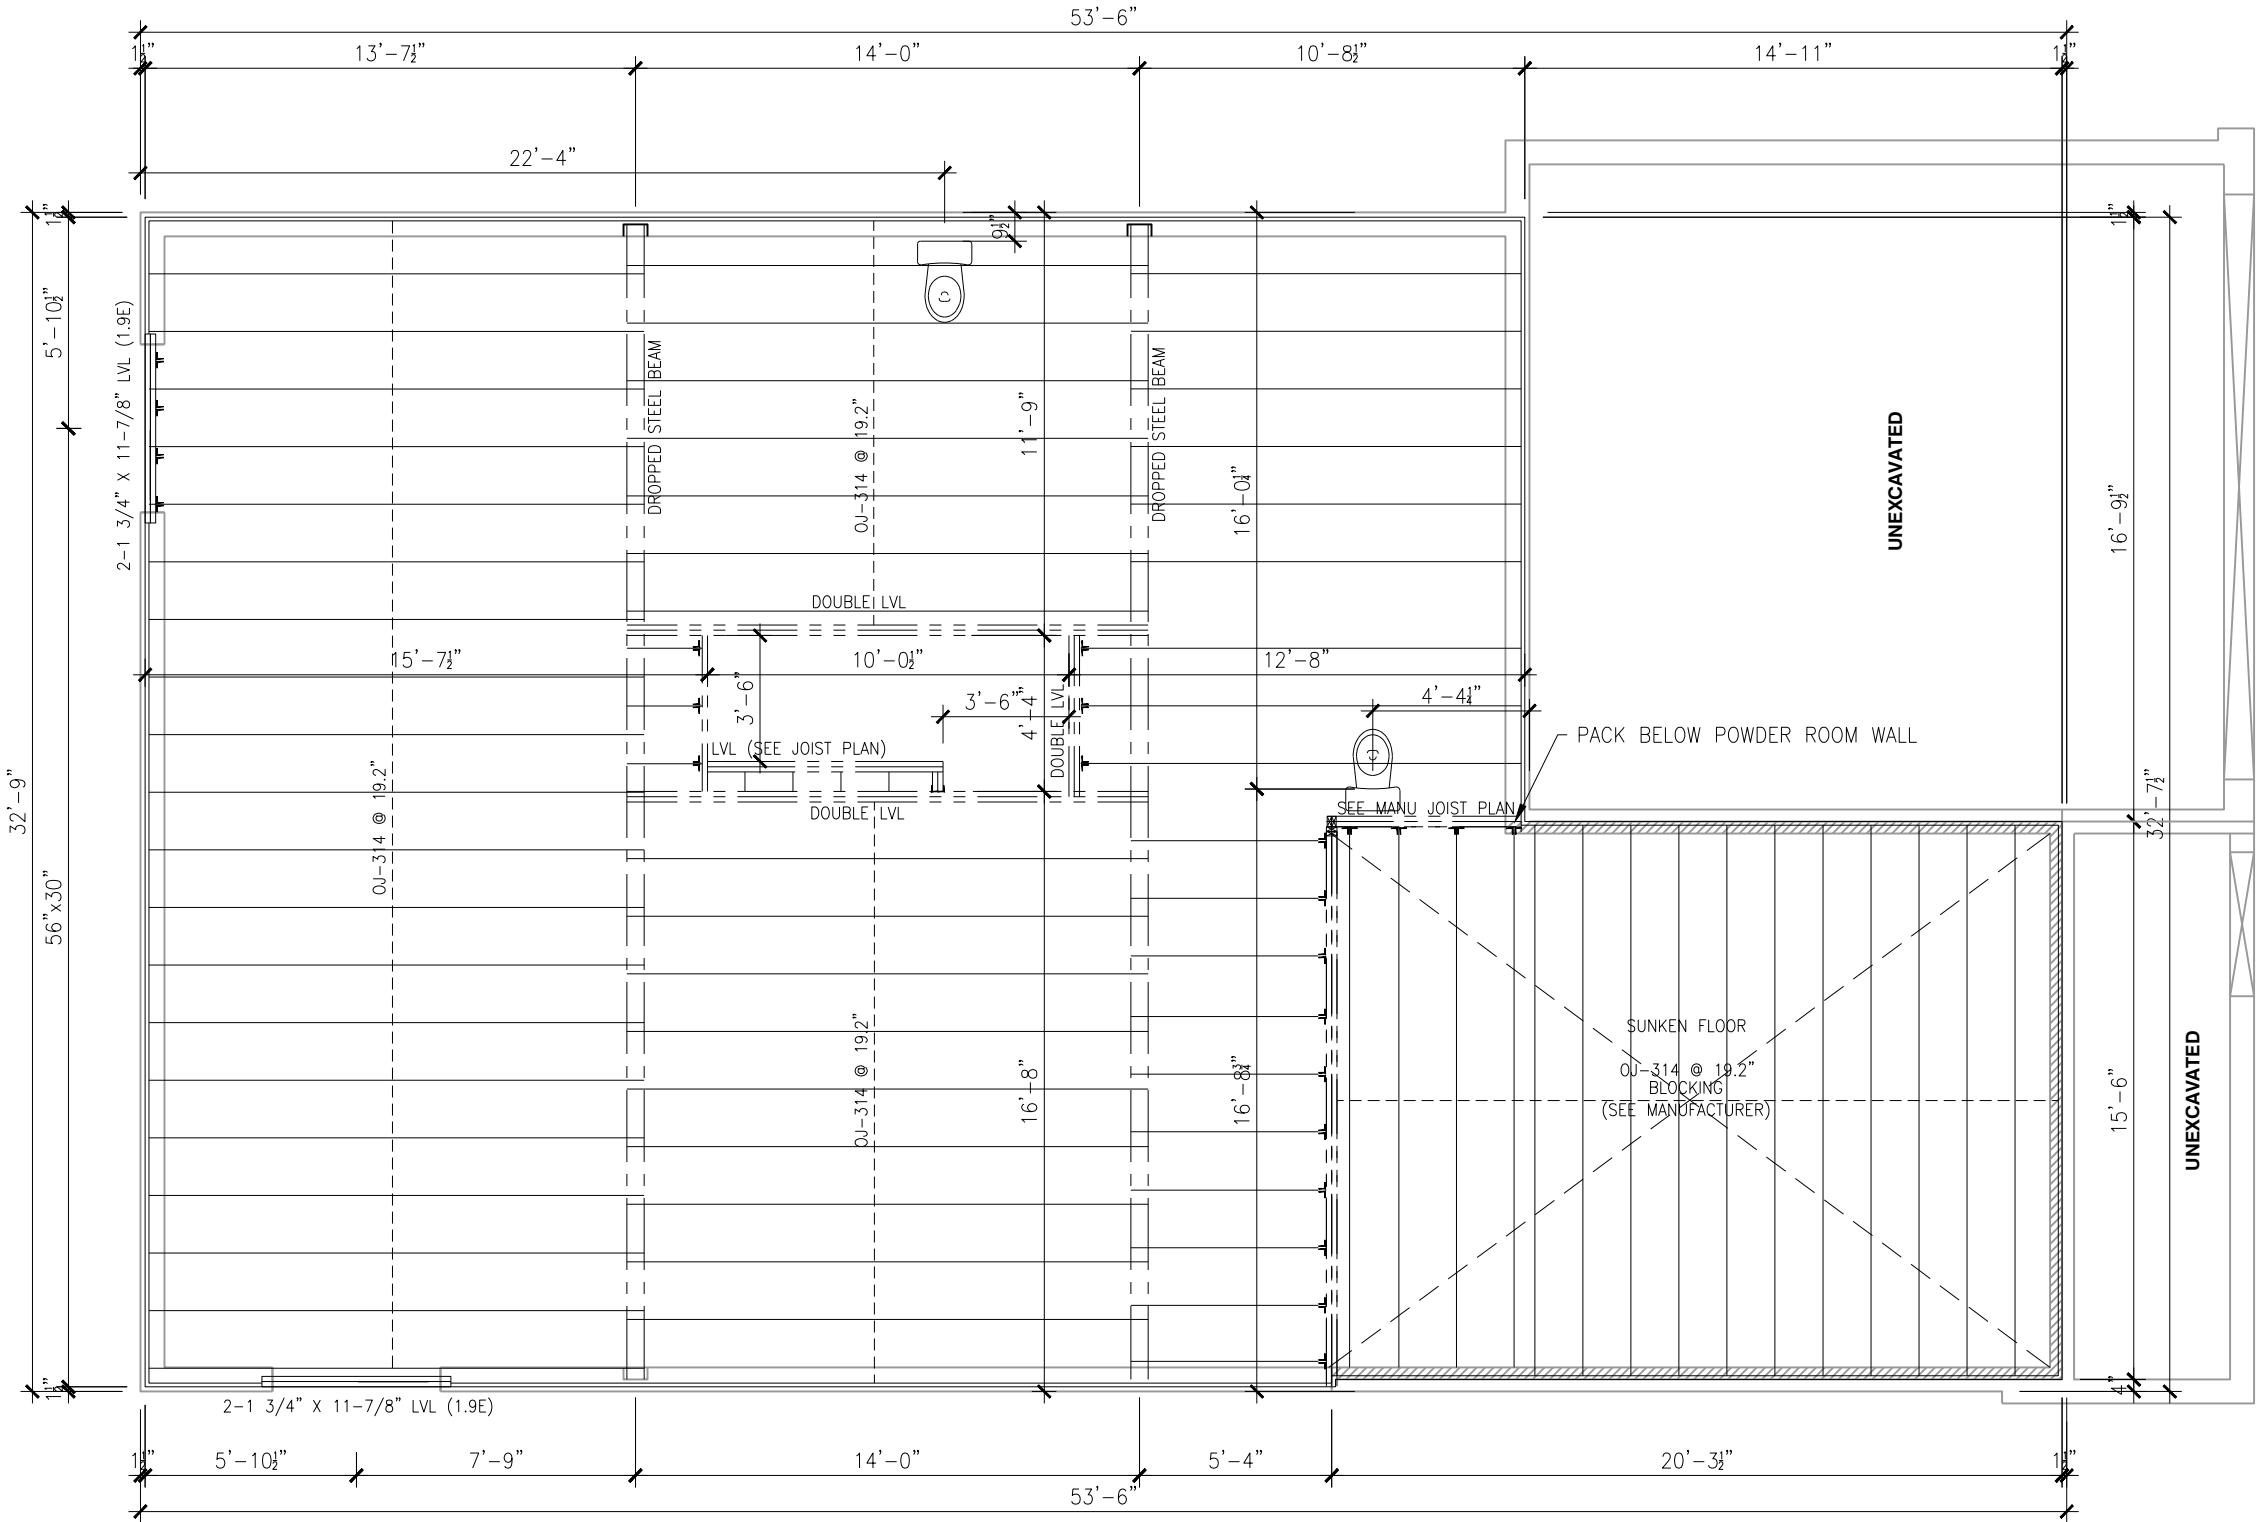 53'-6"
1½"
13'-7½"
14'-0"
10'-8½"
14'-11"
1½"
22'-4"
1½"
9½"
1½"
5'-10½"
2-1 3/4" X 11-7/8" LVL (1.9E)
DROPPED STEEL BEAM
OJ-314 @ 19.2"
11'-9"
DROPPED STEEL BEAM
16'-0¼"
UNEXCAVATED
16'-9½"
DOUBLE LVL
15'-7½"
10'-0½"
12'-8"
3'-6"
3'-6"
4'-4"
DOUBLE LVL
4'-4¼"
PACK BELOW POWDER ROOM WALL
LVL (SEE JOIST PLAN)
32'-9"
OJ-314 @ 19.2"
DOUBLE LVL
SEE MANU JOIST PLAN
32'-7½"
56"x30"
SUNKEN FLOOR
OJ-314 @ 19.2"
BLOCKING
(SEE MANUFACTURER)
OJ-314 @ 19.2"
16'-8"
16'-8¾"
15'-6"
UNEXCAVATED
1½"
4"
2-1 3/4" X 11-7/8" LVL (1.9E)
1½"
5'-10½"
7'-9"
14'-0"
5'-4"
20'-3½"
1½"
53'-6"